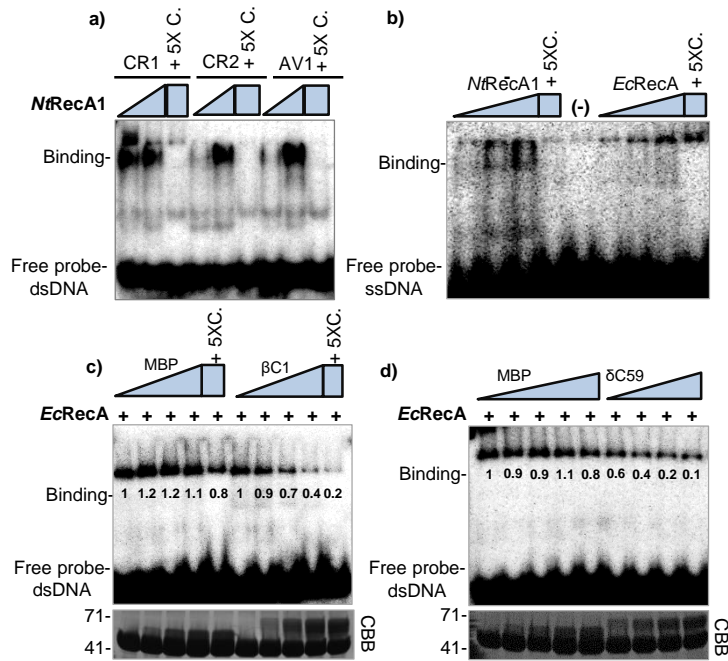 a)
CR1 + 5X C. CR2 + 5X C. AV1 + 5X C.
NtRecA1
Binding-
Free probe-
dsDNA
b)
NtRecA1 + 5XC. (-) EcRecA + 5XC.
Binding-
Free probe-
ssDNA
c)
MBP + 5XC. βC1 + 5XC.
EcRecA + + + + + + + + + +
Binding-
1 1.2 1.2 1.1 0.8 1 0.9 0.7 0.4 0.2
Free probe-
dsDNA
71-
41-
CBB
d)
MBP δC59
EcRecA + + + + + + + + +
Binding-
1 0.9 0.9 1.1 0.8 0.6 0.4 0.2 0.1
Free probe-
dsDNA
71-
41-
CBB